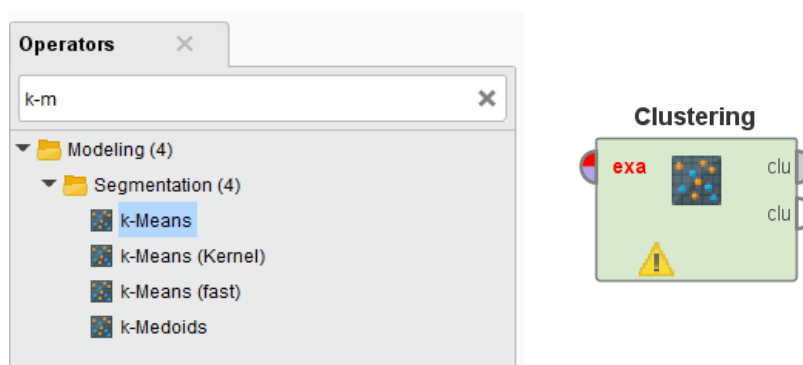 Operators
k-m
Modeling (4)
Segmentation (4)
k-Means
k-Means (Kernel)
k-Means (fast)
k-Medoids
Clustering
exa
clu
clu